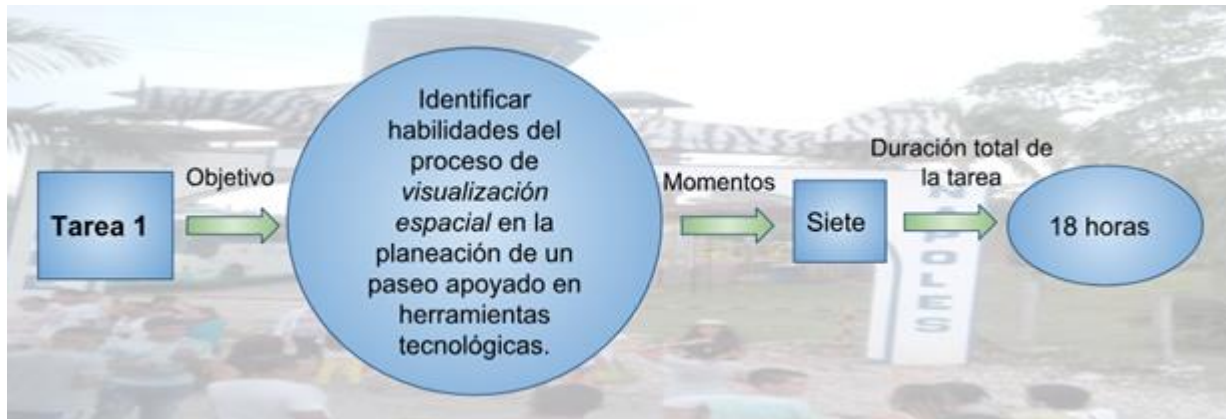 Tarea 1
Objetivo
Identificar
habilidades del
proceso de
visualización
espacial en la
planeación de un
paseo apoyado en
herramientas
tecnológicas.
Momentos
Siete
Duración total de
la tarea
18 horas
NAPOLES